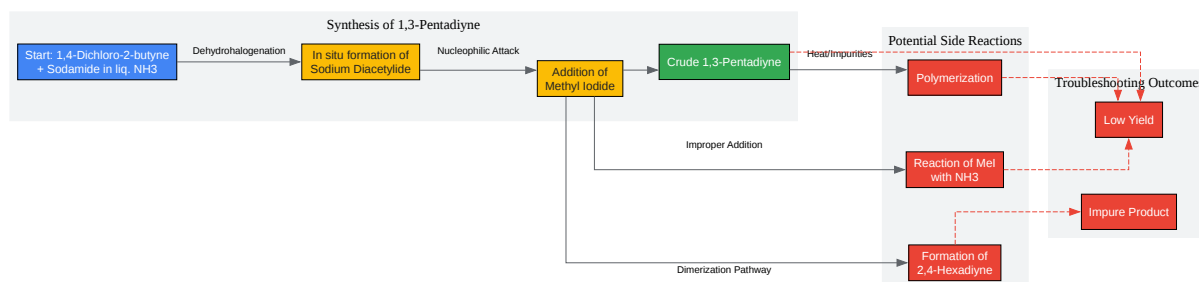 Synthesis of 1,3-Pentadiyne
Start: 1,4-Dichloro-2-butyne
+ Sodamide in liq. NH3
Dehydrohalogenation
In situ formation of
Sodium Diacetylide
Nucleophilic Attack
Addition of
Methyl Iodide
Crude 1,3-Pentadiyne
Heat/Impurities
Potential Side Reactions
Polymerization
Troubleshooting Outcomes
Low Yield
Improper Addition
Reaction of MeI
with NH3
Impure Product
Formation of
2,4-Hexadiyne
Dimerization Pathway